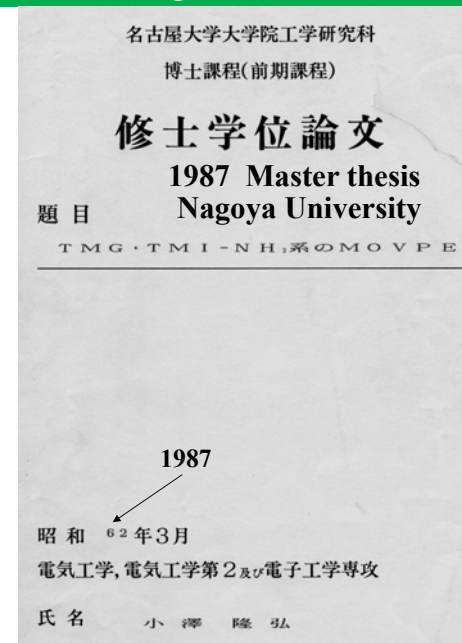 名古屋大学大学院工学研究科
博士課程(前期課程)
修士学位論文
1987 Master thesis
題目 Nagoya University
TMG・TMI-NH₃系のMOVPE
1987
昭和 62年3月
電気工学,電気工学第2及び電子工学専攻
氏名 小澤 隆弘